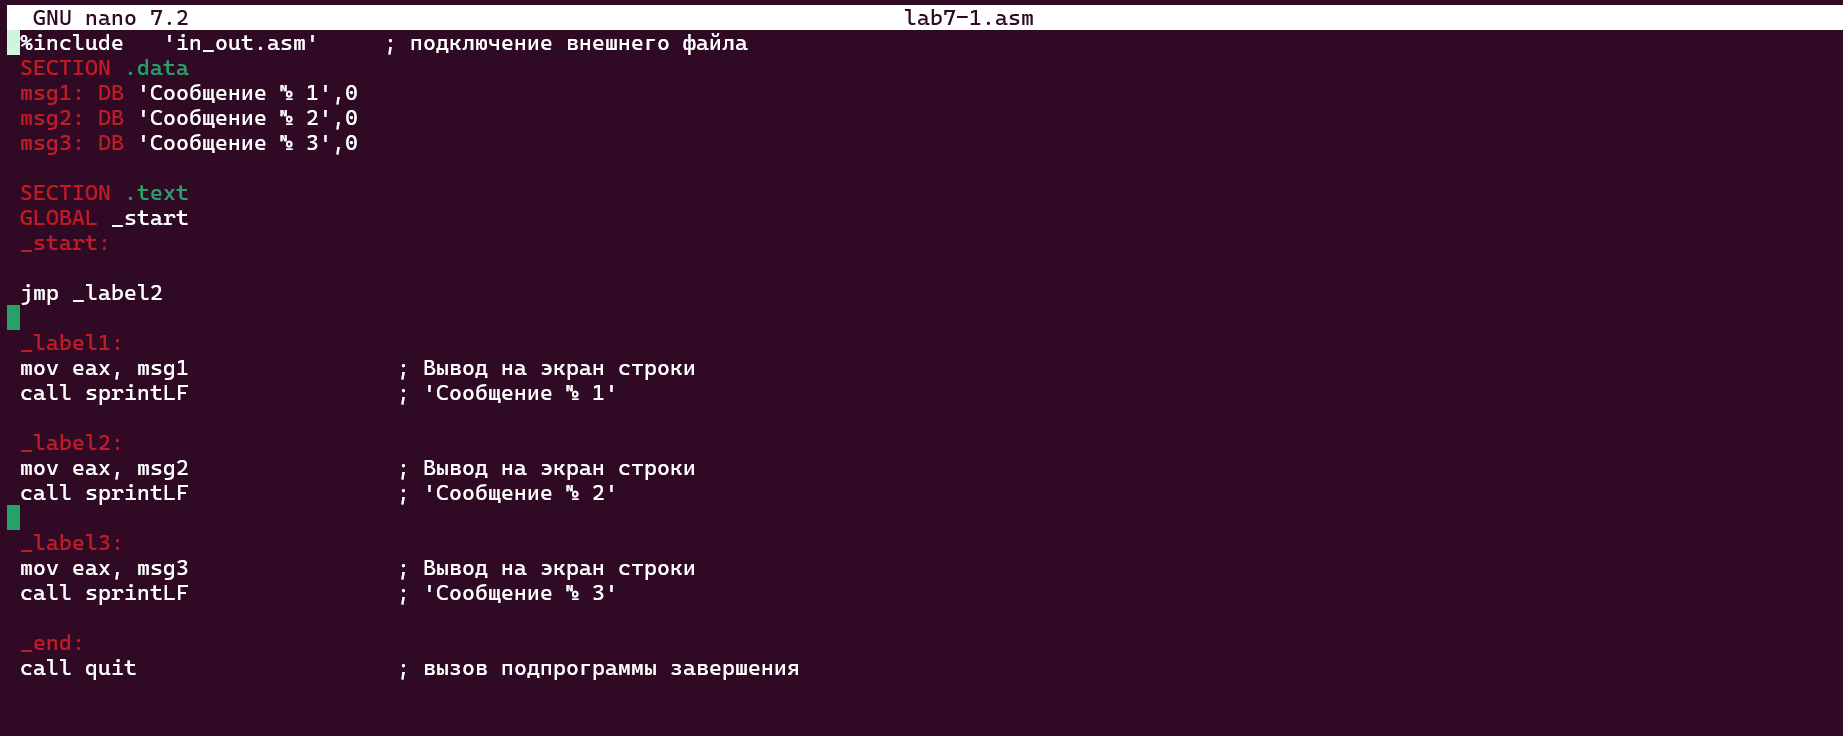 GNU nano 7.2 lab7-1.asm
%include 'in_out.asm' ; подключение внешнего файла
SECTION .data
msg1: DB 'Сообщение № 1',0
msg2: DB 'Сообщение № 2',0
msg3: DB 'Сообщение № 3',0
SECTION .text
GLOBAL _start
_start:
jmp _label2
_label1:
mov eax, msg1 ; Вывод на экран строки
call sprintLF ; 'Сообщение № 1'
_label2:
mov eax, msg2 ; Вывод на экран строки
call sprintLF ; 'Сообщение № 2'
_label3:
mov eax, msg3 ; Вывод на экран строки
call sprintLF ; 'Сообщение № 3'
_end:
call quit ; вызов подпрограммы завершения